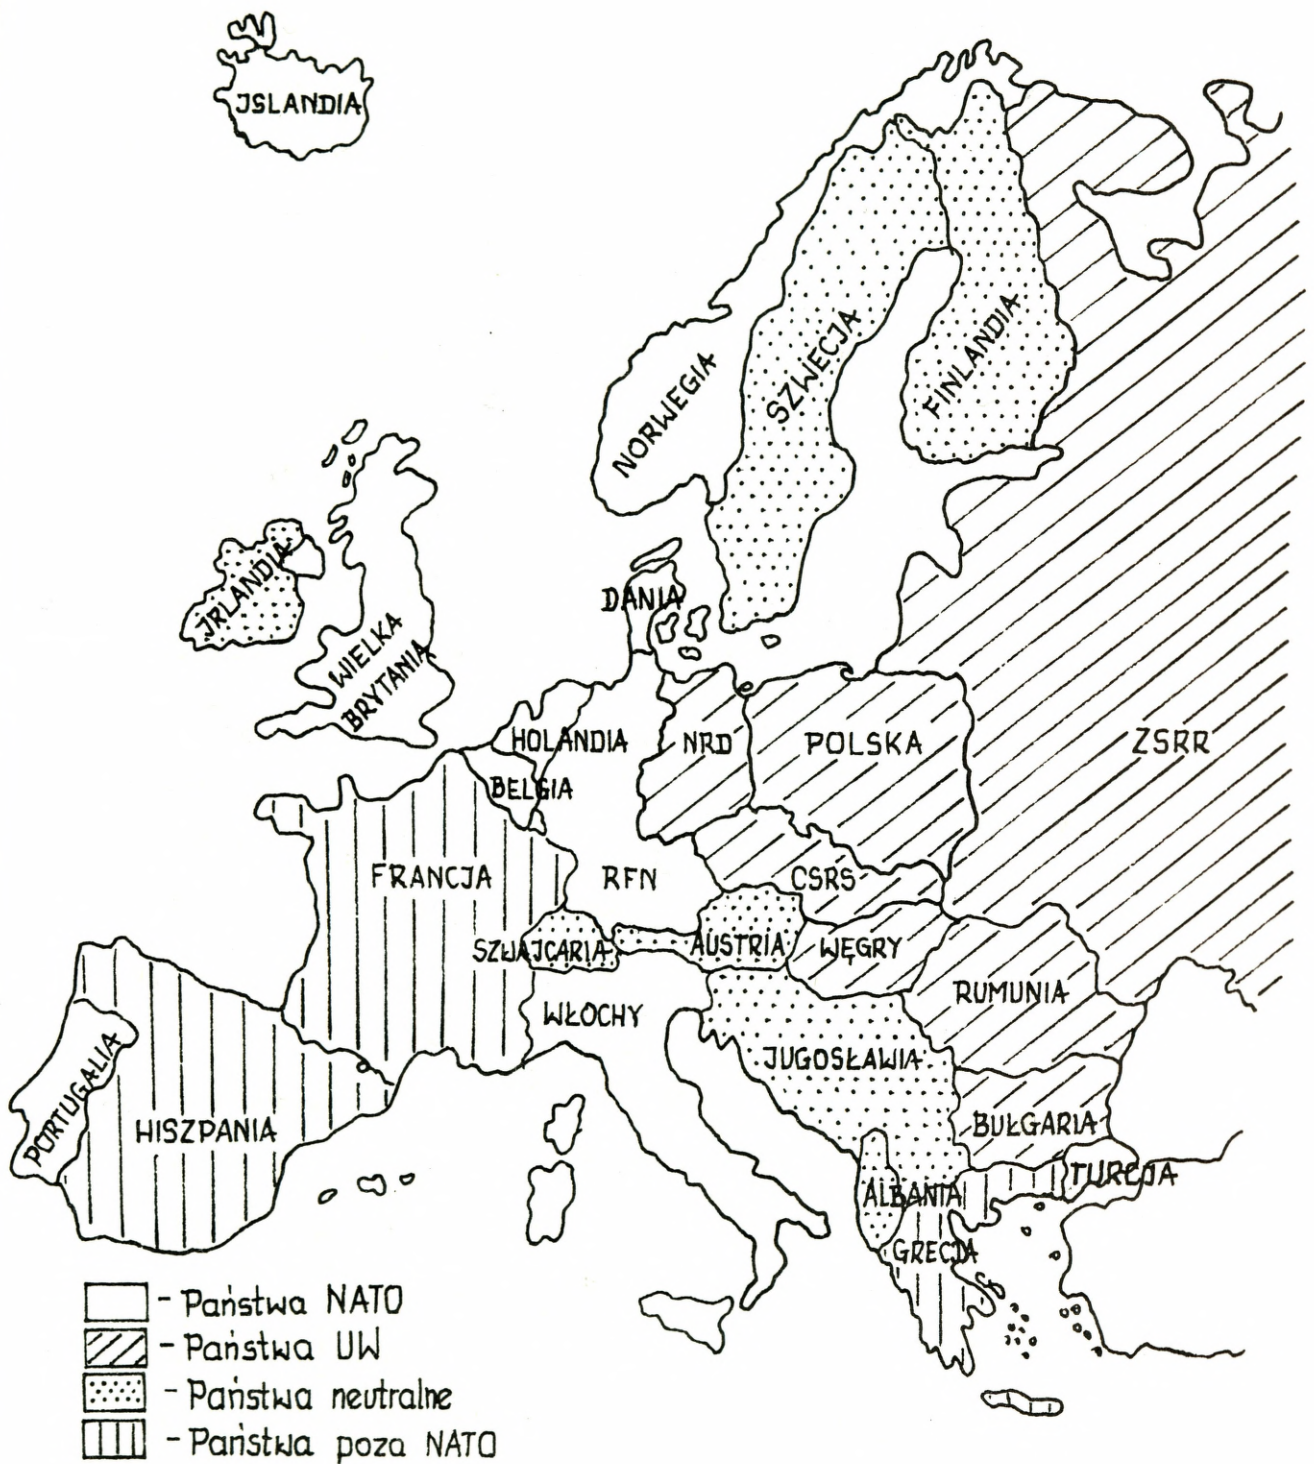 JSLANDIA
NORWEGIA
SZWECJA
FINLANDIA
JRLANDIA
WIELKA
BRYTANIA
DANIA
HOLANDIA
NRD
POLSKA
ZSRR
BELGIA
FRANCJA
RFN
CSRS
SZWAJCARIA
AUSTRIA
WĘGRY
RUMUNIA
WŁOCHY
JUGOSŁAWIA
PORTUGALIA
HISZPANIA
BUŁGARIA
TURCJA
ALBANIA
GRECJA
- Państwa NATO
- Państwa UW
- Państwa neutralne
- Państwa poza NATO